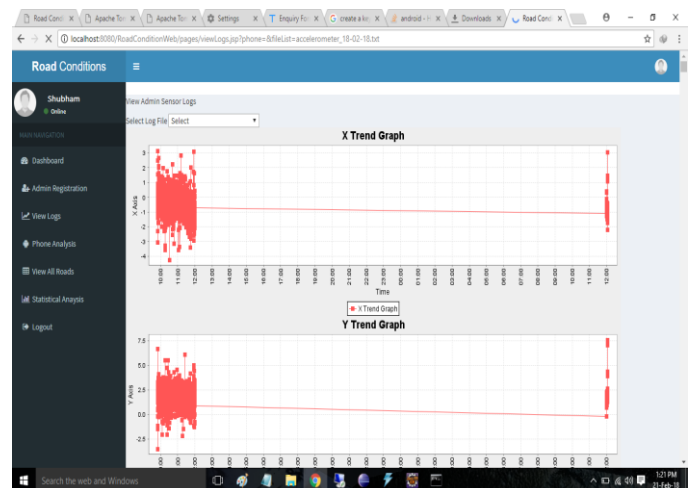 Road Condi
Apache Tor
Apache Tor
Settings
Enquiry Fo
create a key
android - H
Downloads
Road Condi
localhost:8080/RoadConditionWeb/pages/viewLogs.jsp?phone=&fileList=accelerometer_18-02-18.txt
Road Conditions
Shubham
Online
MAIN NAVIGATION
Dashboard
Admin Registration
View Logs
Phone Analysis
View All Roads
Statistical Anaysis
Logout
View Admin Sensor Logs
Select Log File Select
X Trend Graph
X Axis
3
2
1
0
-1
-2
-3
-4
10:00 11:00 12:00 13:00 14:00 15:00 16:00 17:00 18:00 19:00 20:00 21:00 22:00 23:00 00:00 01:00 02:00 03:00 04:00 05:00 06:00 07:00 08:00 09:00 10:00 11:00 12:00
Time
X Trend Graph
Y Trend Graph
Y Axis
7.5
5.0
2.5
0.0
-2.5
Search the web and Windows
1:21 PM
21-Feb-18